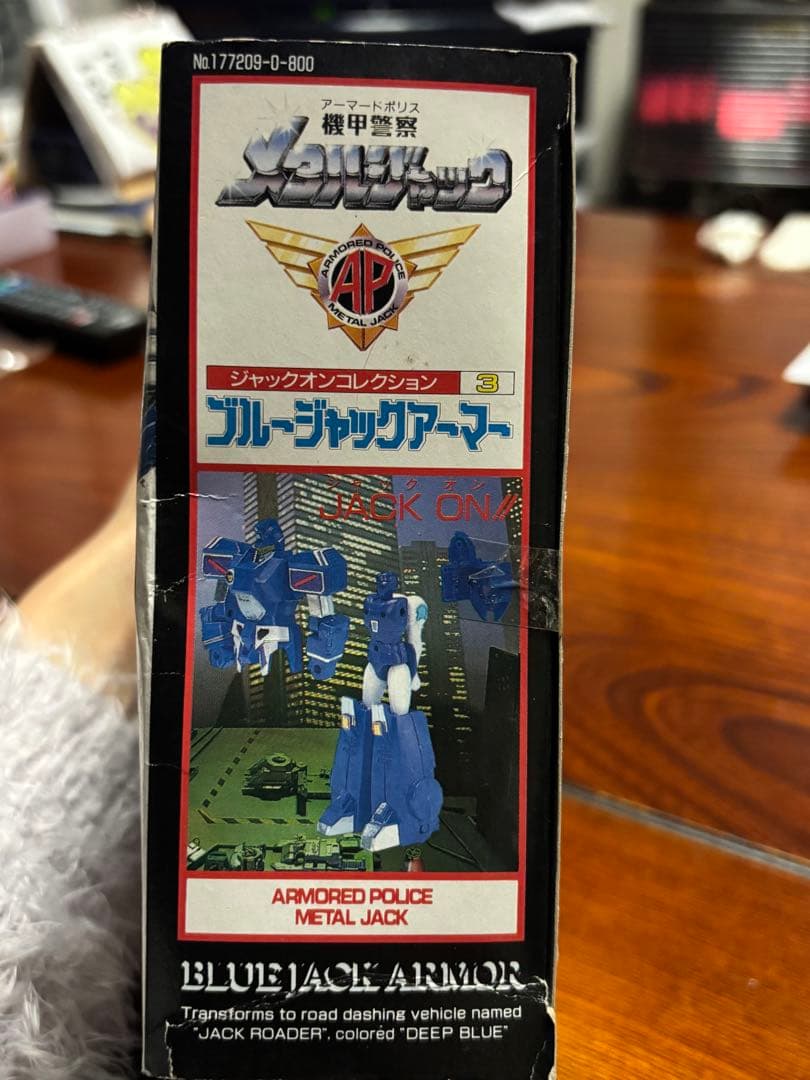 No.177209-0-800
アーマードポリス
機甲警察
メタルジャック
ARMORED POLICE
AP
METAL JACK
ジャックオンコレクション 3
ブルージャックアーマー
ジャックオン
JACK ON!!
ARMORED POLICE
METAL JACK
BLUE JACK ARMOR
Transforms to road dashing vehicle named
"JACK ROADER", colored "DEEP BLUE"